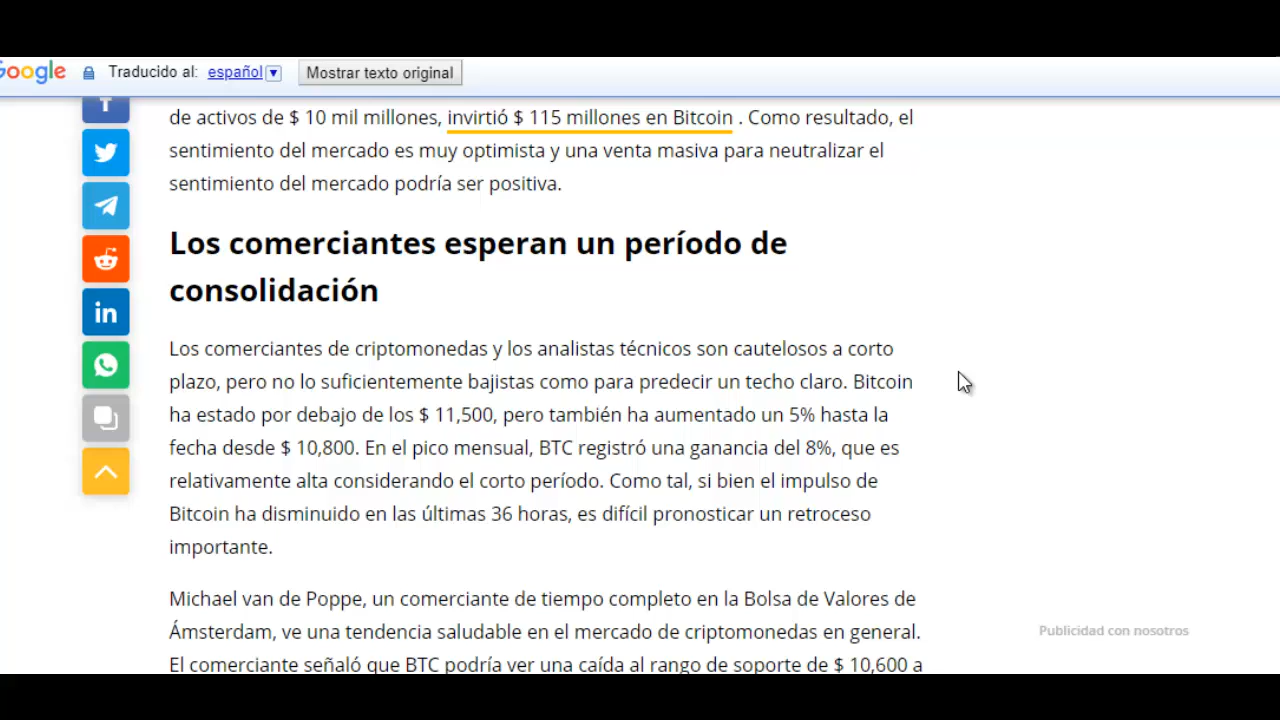 Google Traducido al: español Mostrar texto original
de activos de $ 10 mil millones, invirtió $ 115 millones en Bitcoin . Como resultado, el
sentimiento del mercado es muy optimista y una venta masiva para neutralizar el
sentimiento del mercado podría ser positiva.
Los comerciantes esperan un período de
consolidación
Los comerciantes de criptomonedas y los analistas técnicos son cautelosos a corto
plazo, pero no lo suficientemente bajistas como para predecir un techo claro. Bitcoin
ha estado por debajo de los $ 11,500, pero también ha aumentado un 5% hasta la
fecha desde $ 10,800. En el pico mensual, BTC registró una ganancia del 8%, que es
relativamente alta considerando el corto período. Como tal, si bien el impulso de
Bitcoin ha disminuido en las últimas 36 horas, es difícil pronosticar un retroceso
importante.
Michael van de Poppe, un comerciante de tiempo completo en la Bolsa de Valores de
Ámsterdam, ve una tendencia saludable en el mercado de criptomonedas en general.
El comerciante señaló que BTC podría ver una caída al rango de soporte de $ 10,600 a
Publicidad con nosotros